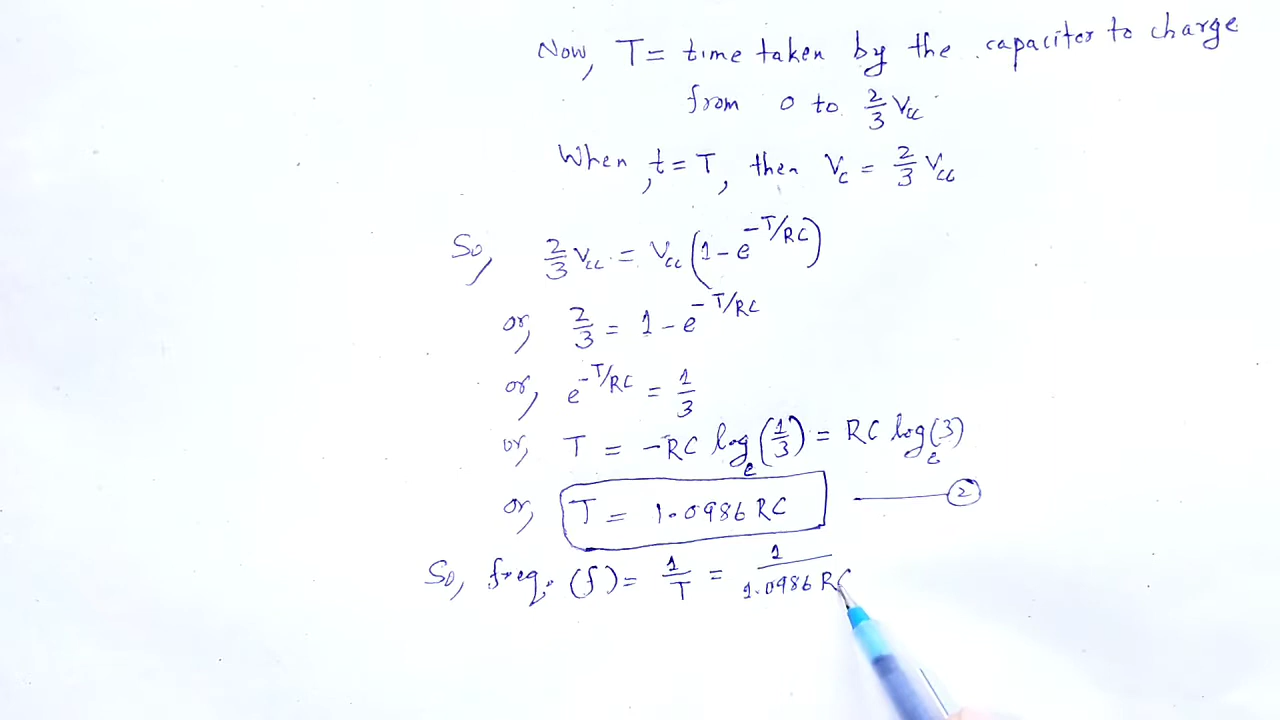 Now, T = time taken by the capacitor to charge
from 0 to 2/3 Vcc
When, t = T, then Vc = 2/3 Vcc
So, 2/3 Vcc = Vcc (1 - e^-T/RC)
or, 2/3 = 1 - e^-T/RC
or, e^-T/RC = 1/3
or, T = -RC log_e (1/3) = RC log_e (3)
or, T = 1.0986 RC — 2
So, freq. (f) = 1/T = 1/1.0986 RC